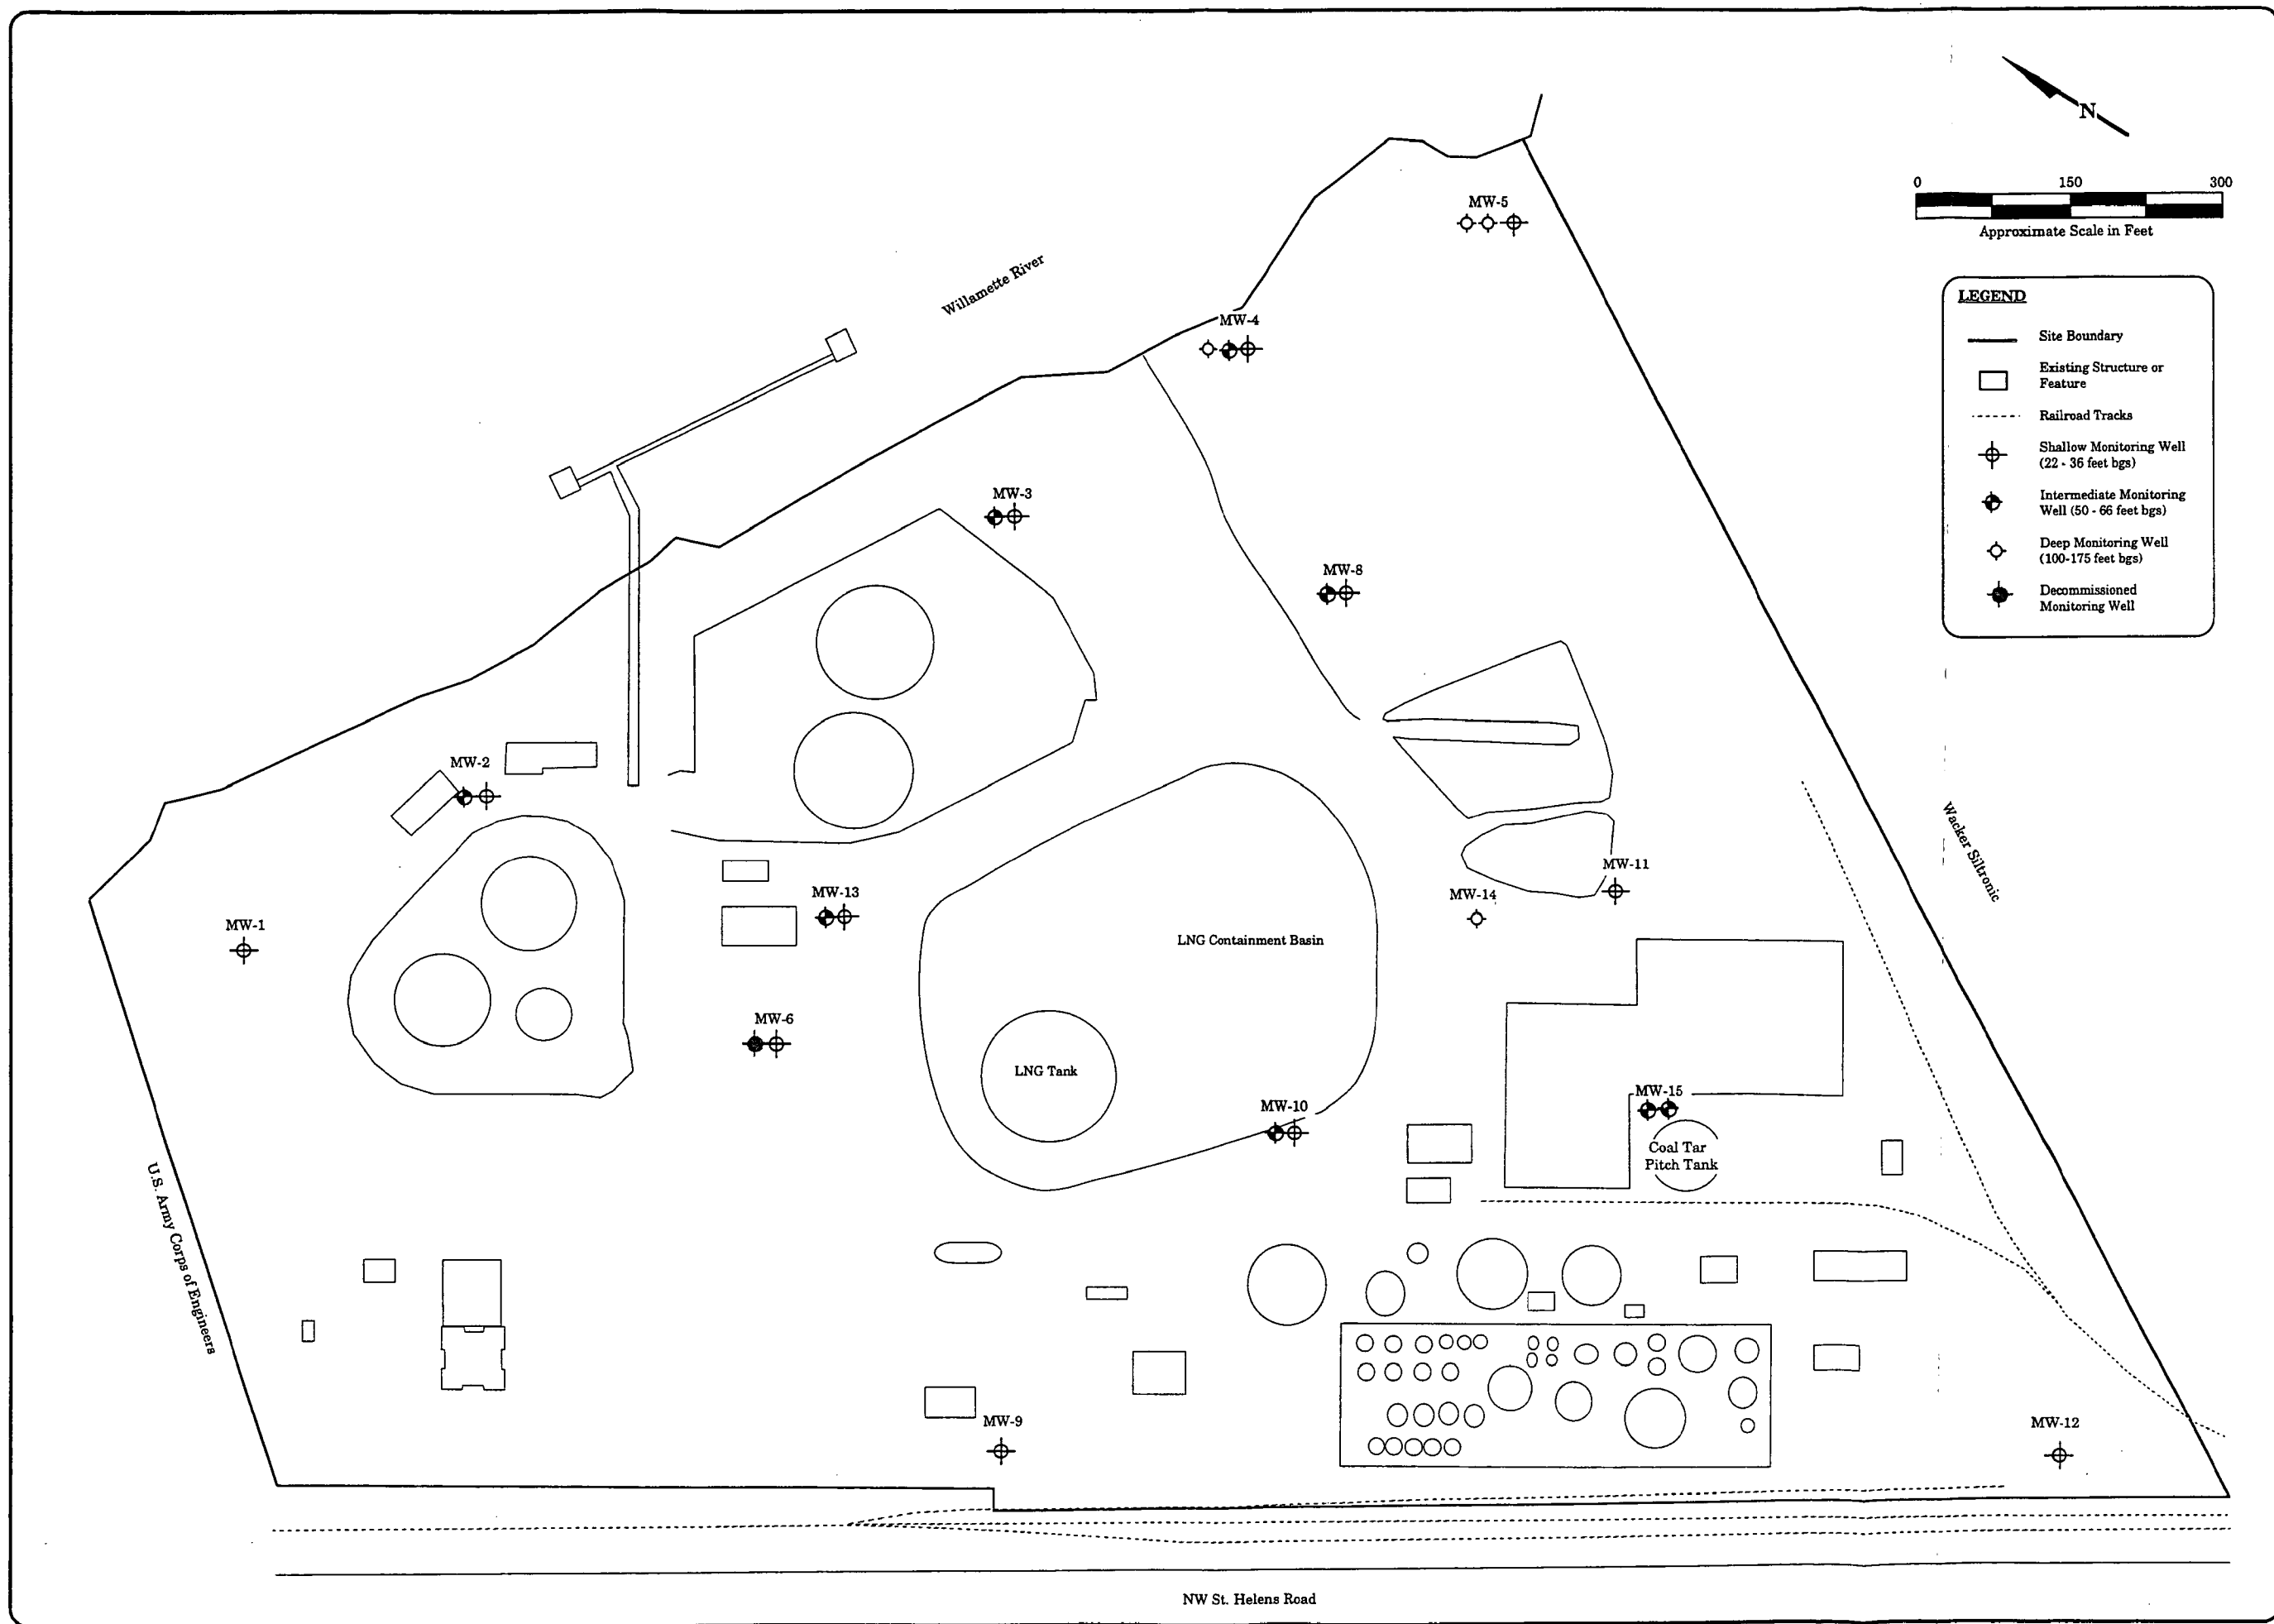 N
0 150 300
Approximate Scale in Feet
LEGEND
Site Boundary
Existing Structure or
Feature
Railroad Tracks
Shallow Monitoring Well
(22 - 36 feet bgs)
Intermediate Monitoring
Well (50 - 66 feet bgs)
Deep Monitoring Well
(100-175 feet bgs)
Decommissioned
Monitoring Well
MW-5
Willamette River
MW-4
MW-3
MW-8
MW-2
Wacker Siltronic
MW-11
MW-13
MW-14
MW-1
LNG Containment Basin
MW-6
LNG Tank
MW-15
MW-10
Coal Tar
Pitch Tank
U.S. Army Corps of Engineers
MW-9
MW-12
NW St. Helens Road